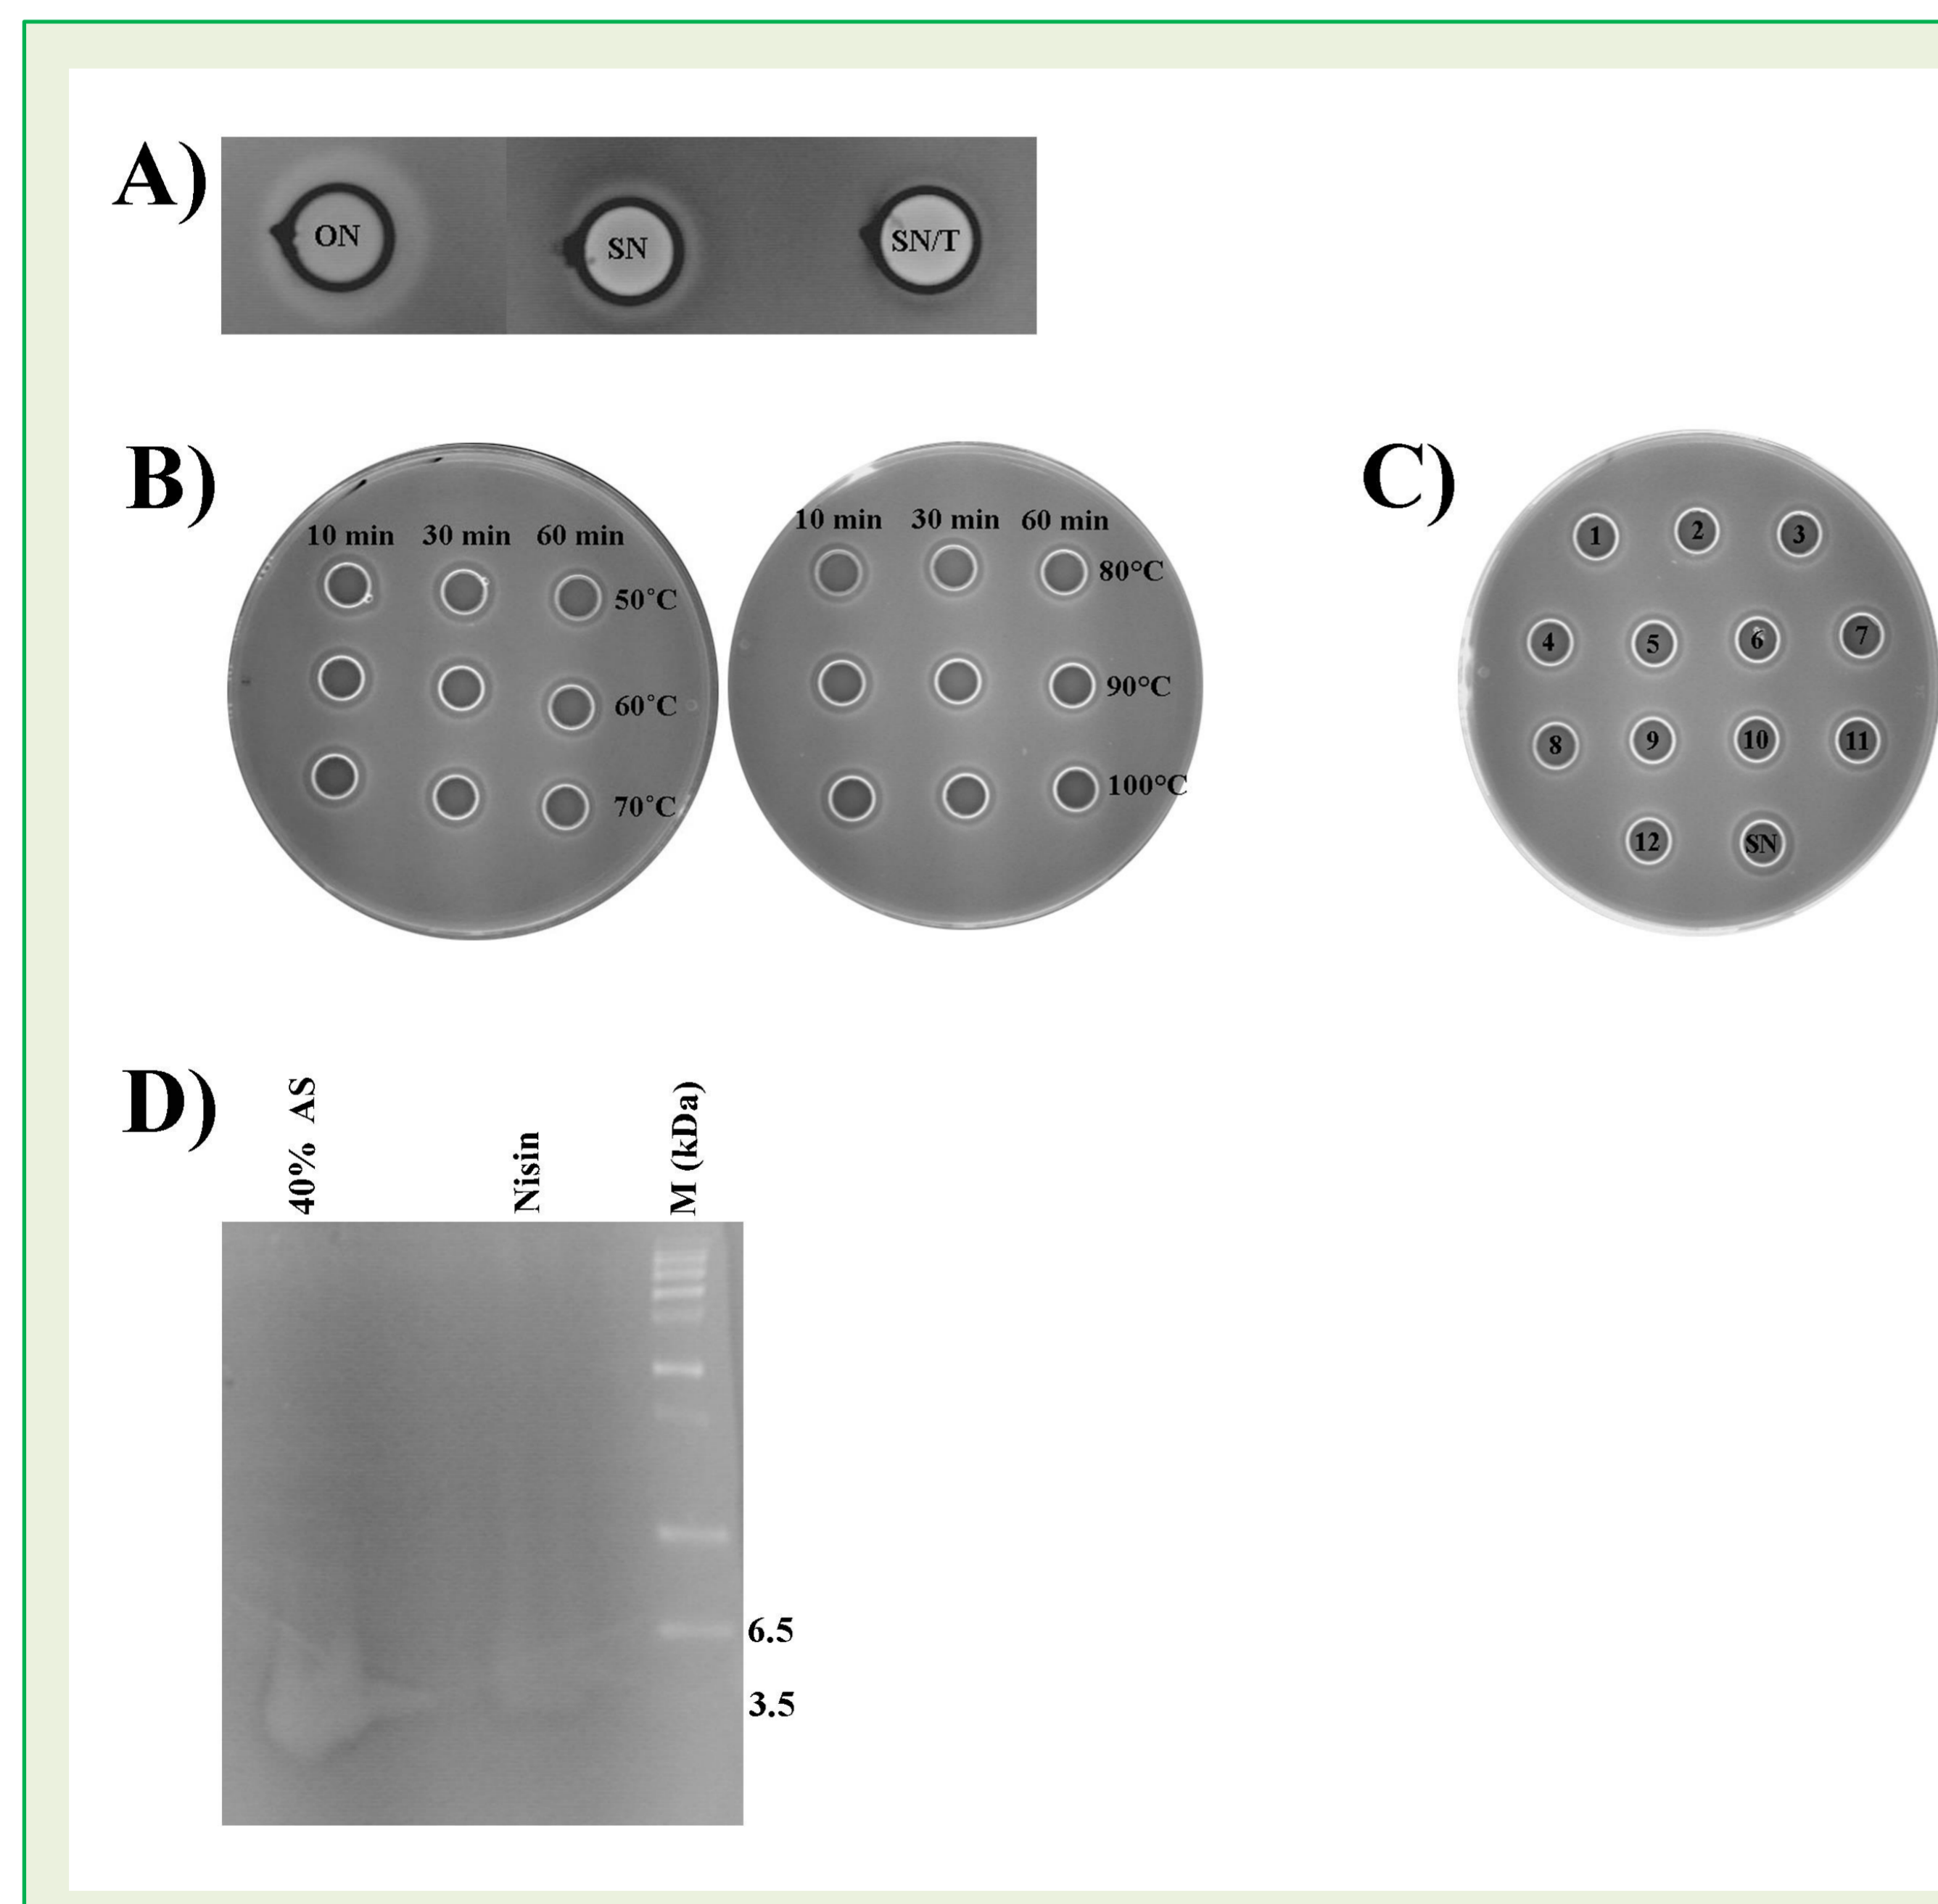 A)
ON SN SN/T
B)
10 min 30 min 60 min
50°C
60°C
70°C
10 min 30 min 60 min
80°C
90°C
100°C
C)
1 2 3
4 5 6 7
8 9 10 11
12 SN
D)
40% AS
Nisin
M (kDa)
6.5
3.5